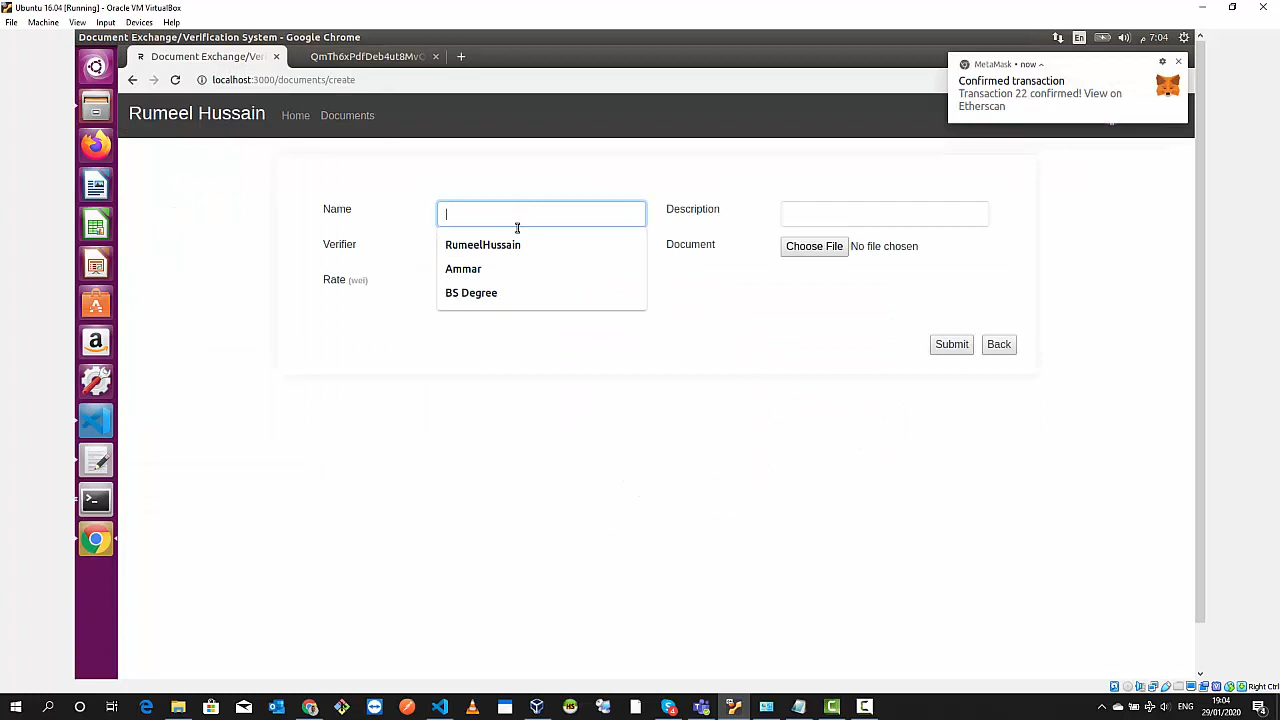 Ubuntu 16.04 [Running] - Oracle VM VirtualBox
File Machine View Input Devices Help
Document Exchange/Verification System - Google Chrome
En
م 7:04
Document Exchange/Ver
QmTh6xPdfDeb4ut8MvQ
localhost:3000/documents/create
MetaMask • now
Confirmed transaction
Transaction 22 confirmed! View on
Etherscan
Rumeel Hussain
Home
Documents
Name
Description
Verifier
RumeelHussain
Document
Choose File
No file chosen
Ammar
Rate (wei)
BS Degree
Submit
Back
Right Ctrl
ENG
19:04
29/01/2020